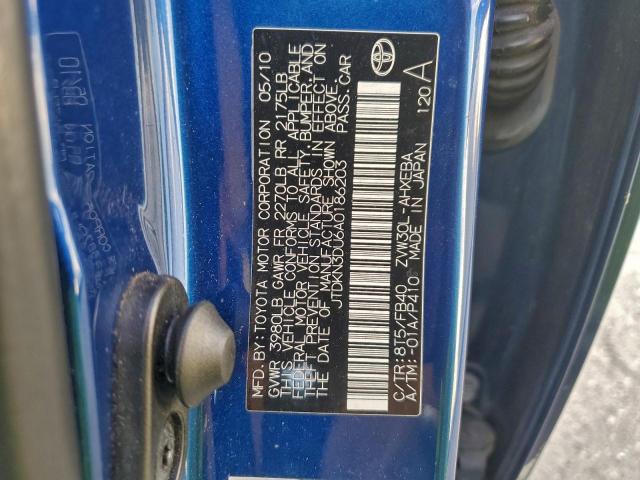 MFD. BY: TOYOTA MOTOR CORPORATION 05/10
GVWR 3980LB GAWR FR 2270LB RR 2175LB
THIS VEHICLE CONFORMS TO ALL APPLICABLE
FEDERAL MOTOR VEHICLE SAFETY, BUMPER, AND
THEFT PREVENTION STANDARDS IN EFFECT ON
THE DATE OF MANUFACTURE SHOWN ABOVE.
JTDKN3DU6A0186203 PASS. CAR
C/TR: 8T5/FB40 ZVW30L-AHXEBA
A/TM: -01A/P410 MADE IN JAPAN 120 A